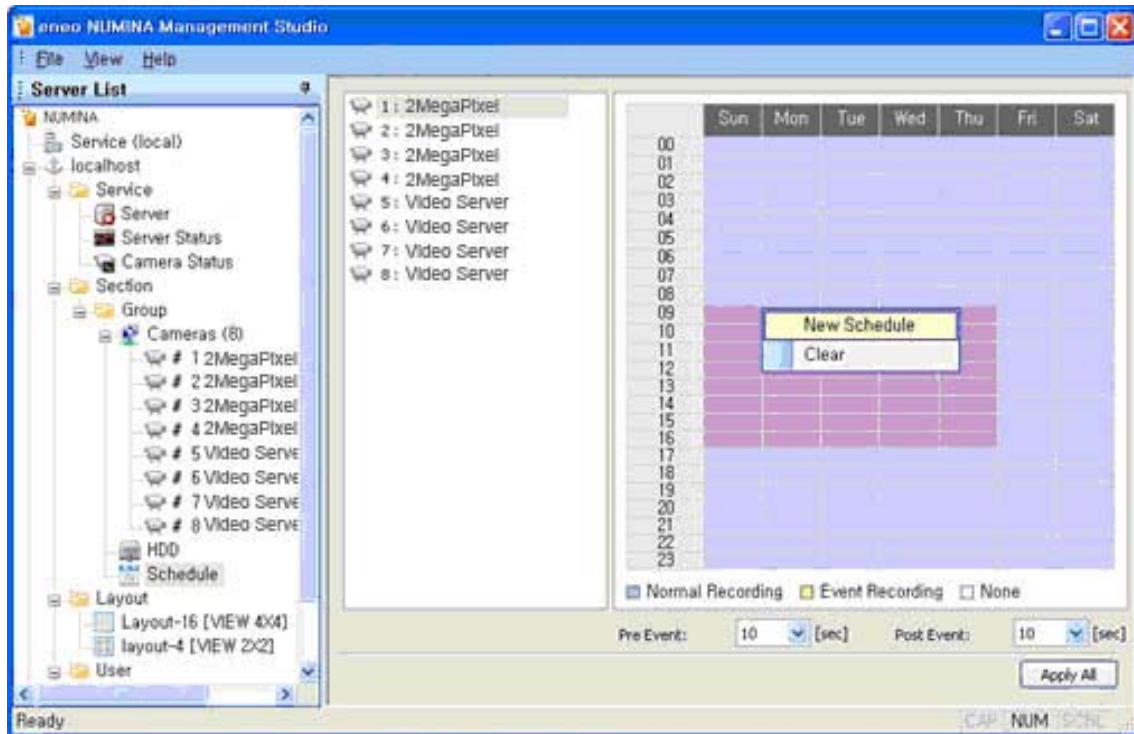 eneo NUMINA Management Studio
File View Help
Server List
NUMINA
Service (local)
localhost
Service
Server
Server Status
Camera Status
Section
Group
Cameras (8)
# 1 2MegaPixel
# 2 2MegaPixel
# 3 2MegaPixel
# 4 2MegaPixel
# 5 Video Serve
# 6 Video Serve
# 7 Video Serve
# 8 Video Serve
HDD
Schedule
Layout
Layout-16 [VIEW 4X4]
layout-4 [VIEW 2X2]
User
1 : 2MegaPixel
2 : 2MegaPixel
3 : 2MegaPixel
4 : 2MegaPixel
5 : Video Server
6 : Video Server
7 : Video Server
8 : Video Server
Sun Mon Tue Wed Thu Fri Sat
00
01
02
03
04
05
06
07
08
09
10
11
12
13
14
15
16
17
18
19
20
21
22
23
New Schedule
Clear
Normal Recording Event Recording None
Pre Event: 10 [sec] Post Event: 10 [sec]
Apply All
Ready CAP NUM SCRL